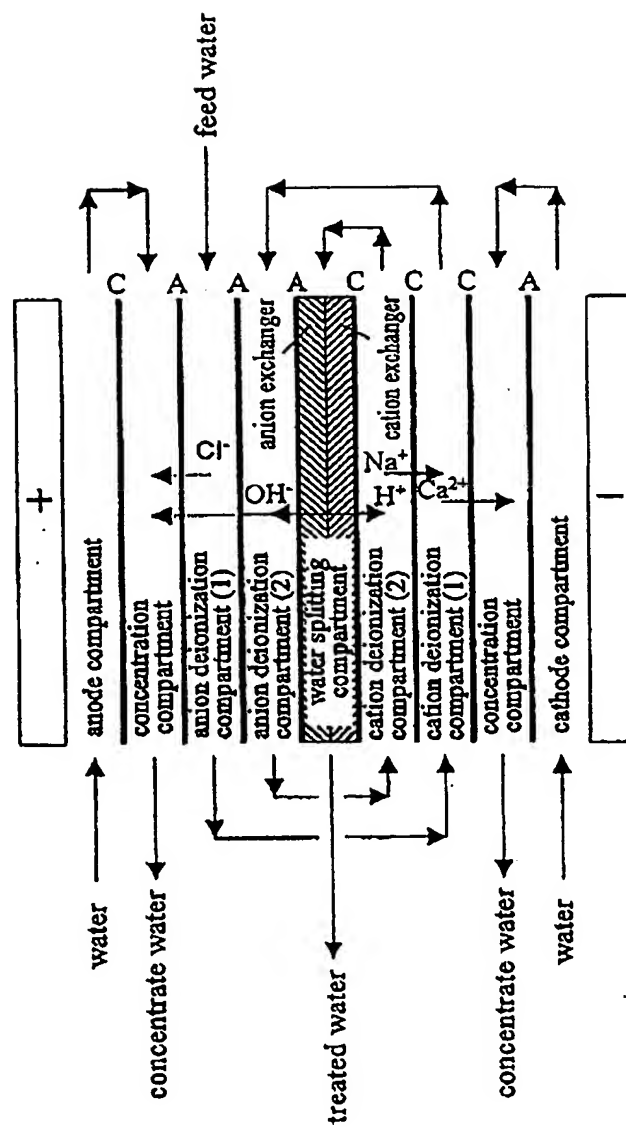 +
anode compartment
C
concentration
compartment
A
feed water
anion deionization
compartment (1)
Cl-
A
anion deionization
compartment (2)
OH-
anion exchanger
A
water splitting
compartment
C
cation deionization
compartment (2)
H+
Na+
cation exchanger
C
cation deionization
compartment (1)
Ca2+
C
concentration
compartment
A
cathode compartment
−
water
concentrate water
treated water
concentrate water
water